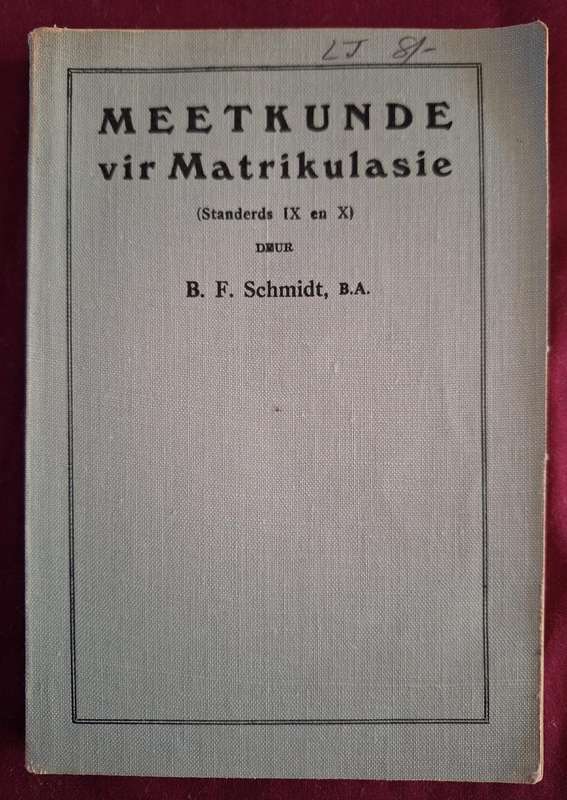 LJ 8/-
MEETKUNDE
vir Matrikulasie
(Standerds IX en X)
DEUR
B. F. Schmidt, B.A.